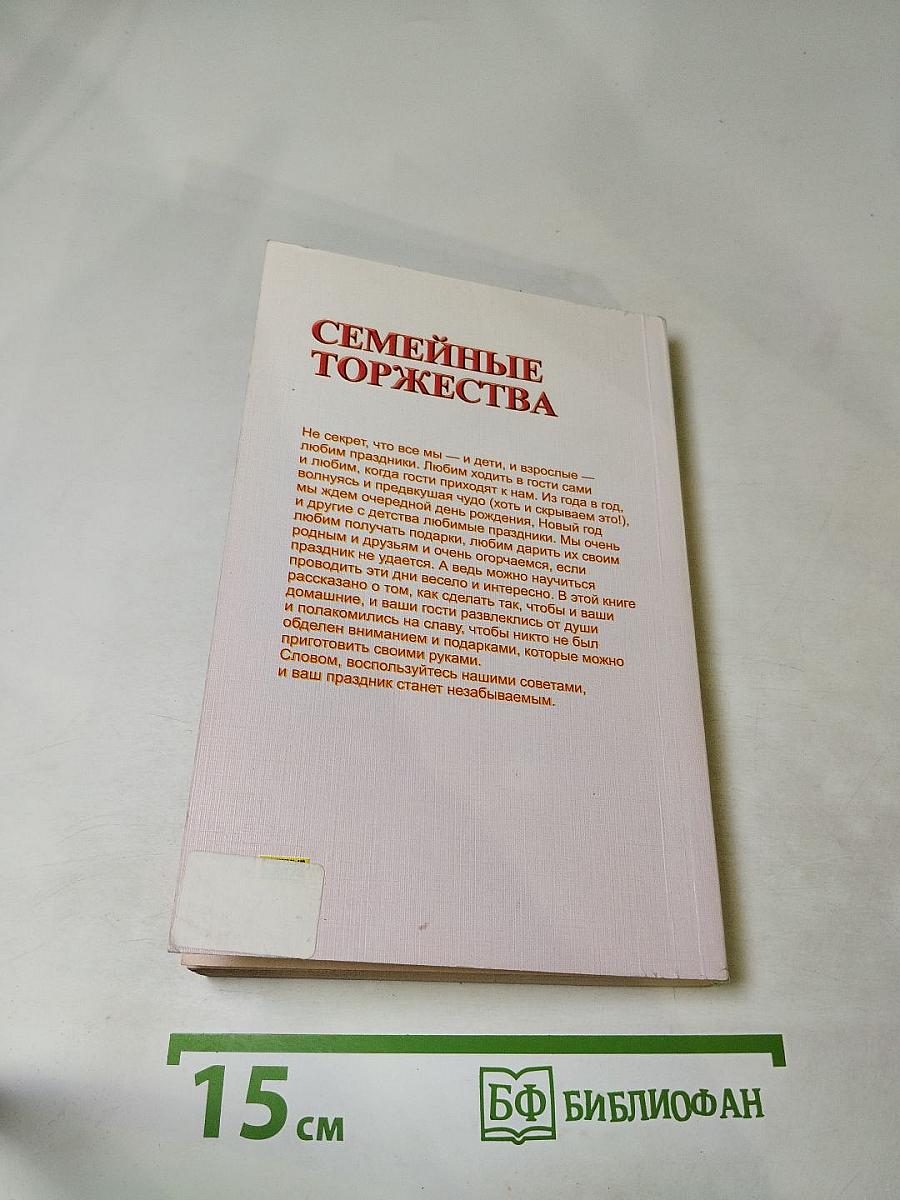 СЕМЕЙНЫЕ
ТОРЖЕСТВА
Не секрет, что все мы — и дети, и взрослые —
любим праздники. Любим ходить в гости сами
и любим, когда гости приходят к нам. Из года в год,
волнуясь и предвкушая чудо (хоть и скрываем это!),
мы ждем очередной день рождения, Новый год
и другие с детства любимые праздники. Мы очень
любим получать подарки, любим дарить их своим
родным и друзьям и очень огорчаемся, если
праздник не удается. А ведь можно научиться
проводить эти дни весело и интересно. В этой книге
рассказано о том, как сделать так, чтобы и ваши
домашние, и ваши гости развлеклись от души
и полакомились на славу, чтобы никто не был
обделен вниманием и подарками, которые можно
приготовить своими руками.
Словом, воспользуйтесь нашими советами,
и ваш праздник станет незабываемым.
15 см
БФ БИБЛИОФАН